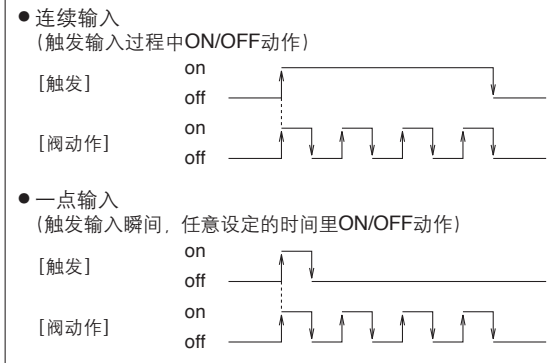 ●连续输入
（触发输入过程中ON/OFF动作）
on
[触发]
off
on
[阀动作]
off
●一点输入
（触发输入瞬间，任意设定的时间里ON/OFF动作）
on
[触发]
off
on
[阀动作]
off